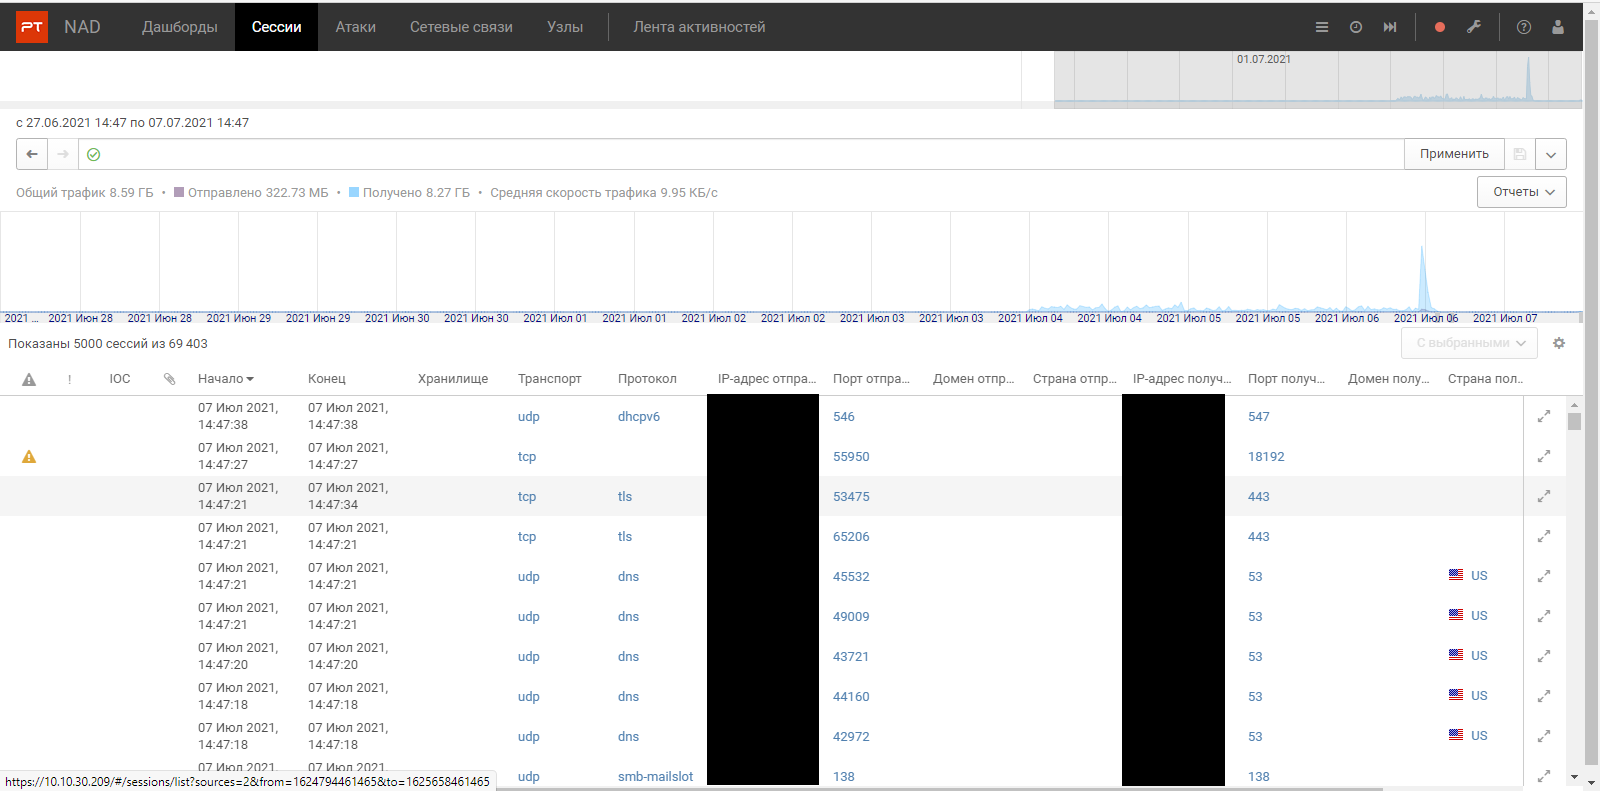 PT NAD Дашборды Сессии Атаки Сетевые связи Узлы Лента активностей
01.07.2021
с 27.06.2021 14:47 по 07.07.2021 14:47
Применить
Общий трафик 8.59 ГБ • Отправлено 322.73 МБ • Получено 8.27 ГБ • Средняя скорость трафика 9.95 КБ/с Отчеты
2021 ... 2021 Июн 28 2021 Июн 28 2021 Июн 29 2021 Июн 29 2021 Июн 30 2021 Июн 30 2021 Июл 01 2021 Июл 01 2021 Июл 02 2021 Июл 02 2021 Июл 03 2021 Июл 03 2021 Июл 04 2021 Июл 04 2021 Июл 05 2021 Июл 05 2021 Июл 06 2021 Июл 06 2021 Июл 07
Показаны 5000 сессий из 69 403 С выбранными
! IOC Начало Конец Хранилище Транспорт Протокол IP-адрес отпра... Порт отправ... Домен отпр... Страна отпр... IP-адрес получ... Порт получ... Домен полу... Страна пол...
07 Июл 2021, 07 Июл 2021,
14:47:38 14:47:38 udp dhcpv6 546 547
07 Июл 2021, 07 Июл 2021,
14:47:27 14:47:27 tcp 55950 18192
07 Июл 2021, 07 Июл 2021,
14:47:21 14:47:34 tcp tls 53475 443
07 Июл 2021, 07 Июл 2021,
14:47:21 14:47:21 tcp tls 65206 443
07 Июл 2021, 07 Июл 2021,
14:47:21 14:47:21 udp dns 45532 53 US
07 Июл 2021, 07 Июл 2021,
14:47:21 14:47:21 udp dns 49009 53 US
07 Июл 2021, 07 Июл 2021,
14:47:20 14:47:20 udp dns 43721 53 US
07 Июл 2021, 07 Июл 2021,
14:47:18 14:47:18 udp dns 44160 53 US
07 Июл 2021, 07 Июл 2021,
14:47:18 14:47:18 udp dns 42972 53 US
07 Июл 2021, 07 Июл 2021,
udp smb-mailslot 138 138
https://10.10.30.209/#/sessions/list?sources=2&from=1624794461465&to=1625658461465